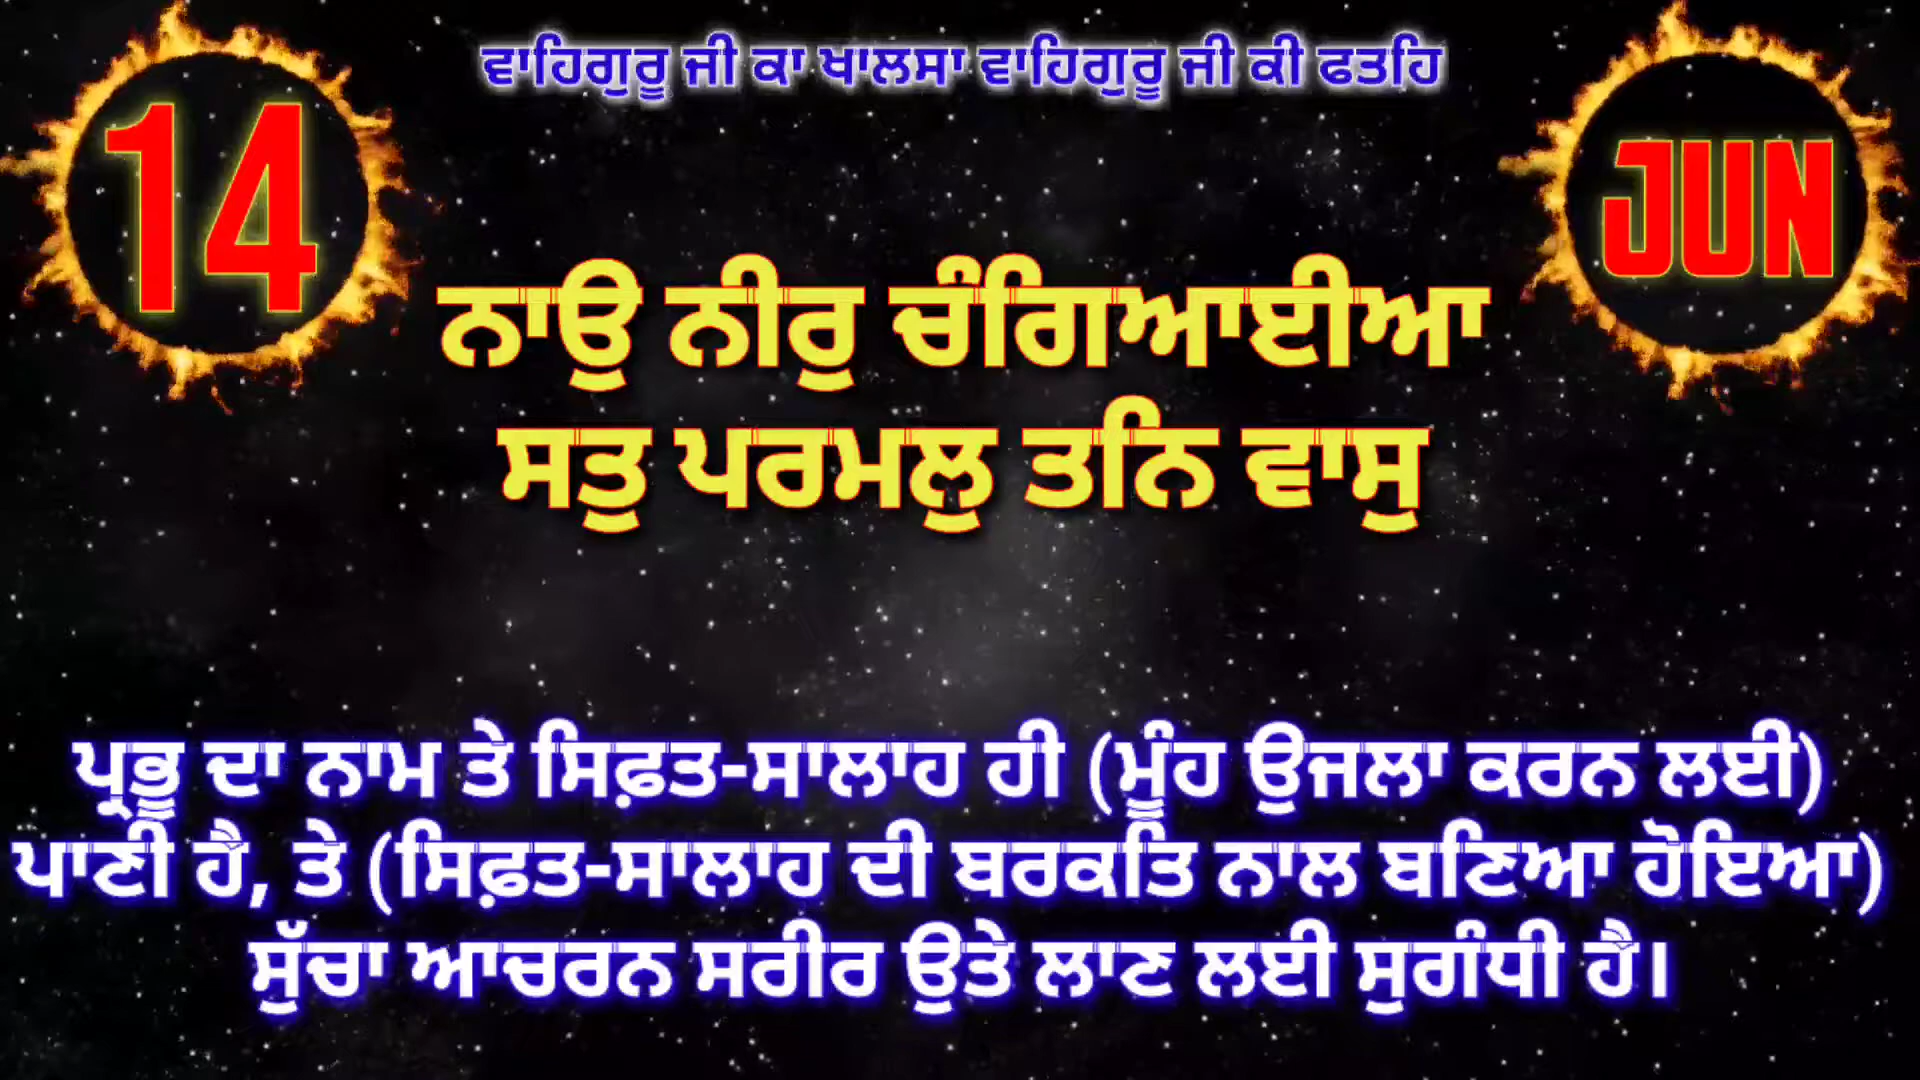 ਵਾਹਿਗੁਰੂ ਜੀ ਕਾ ਖਾਲਸਾ ਵਾਹਿਗੁਰੂ ਜੀ ਕੀ ਫਤਹਿ
14
JUN
ਨਾਉ ਨੀਰੁ ਚੰਗਿਆਈਆ
ਸਤੁ ਪਰਮਲੁ ਤਨਿ ਵਾਸੁ
ਪ੍ਰਭੂ ਦਾ ਨਾਮ ਤੇ ਸਿਫ਼ਤ-ਸਾਲਾਹ ਹੀ (ਮੂੰਹ ਉਜਲਾ ਕਰਨ ਲਈ)
ਪਾਣੀ ਹੈ, ਤੇ (ਸਿਫ਼ਤ-ਸਾਲਾਹ ਦੀ ਬਰਕਤਿ ਨਾਲ ਬਣਿਆ ਹੋਇਆ)
ਸੁੱਚਾ ਆਚਰਨ ਸਰੀਰ ਉਤੇ ਲਾਣ ਲਈ ਸੁਗੰਧੀ ਹੈ।